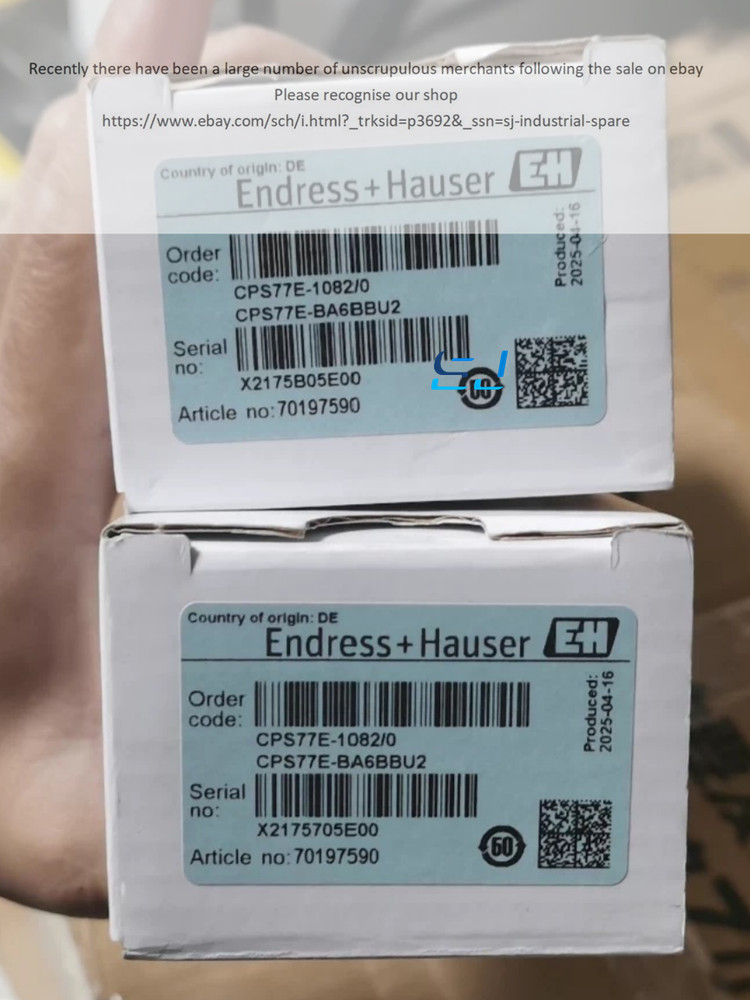 Recently there have been a large number of unscrupulous merchants following the sale on ebay
Please recognise our shop
https://www.ebay.com/sch/i.html?_trksid=p3692&_ssn=sj-industrial-spare
Country of origin: DE
Endress+Hauser EH
Order code:
CPS77E-1082/0
CPS77E-BA6BBU2
Serial no:
X2175B05E00
Article no:70197590
Produced:
2025-04-16
SJ
60
Country of origin: DE
Endress+Hauser EH
Order code:
CPS77E-1082/0
CPS77E-BA6BBU2
Serial no:
X2175705E00
Article no:70197590
Produced:
2025-04-16
60